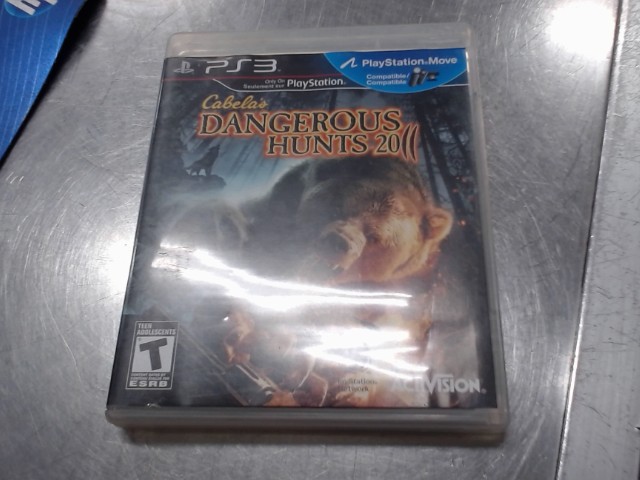 PS3
PlayStation®Move
Only On
Seulement sur PlayStation®
Compatible/
Compatible
Cabela's
DANGEROUS
HUNTS 2011
TEEN
ADOLESCENTS
T
ESRB
ACTIVISION®